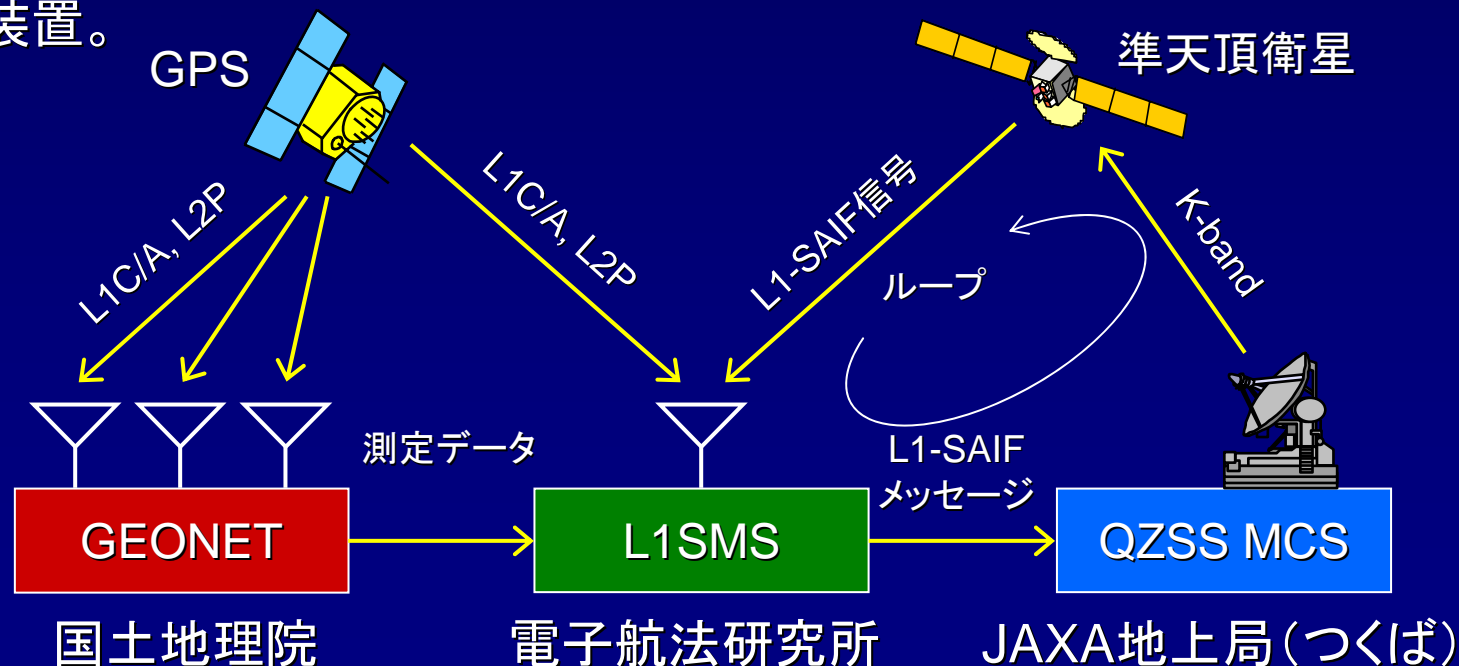 装置。
GPS
準天頂衛星
L1C/A, L2P
L1C/A, L2P
L1-SAIF信号
K-band
ループ
測定データ
L1-SAIF
メッセージ
GEONET
L1SMS
QZSS MCS
国土地理院
電子航法研究所
JAXA地上局(つくば)